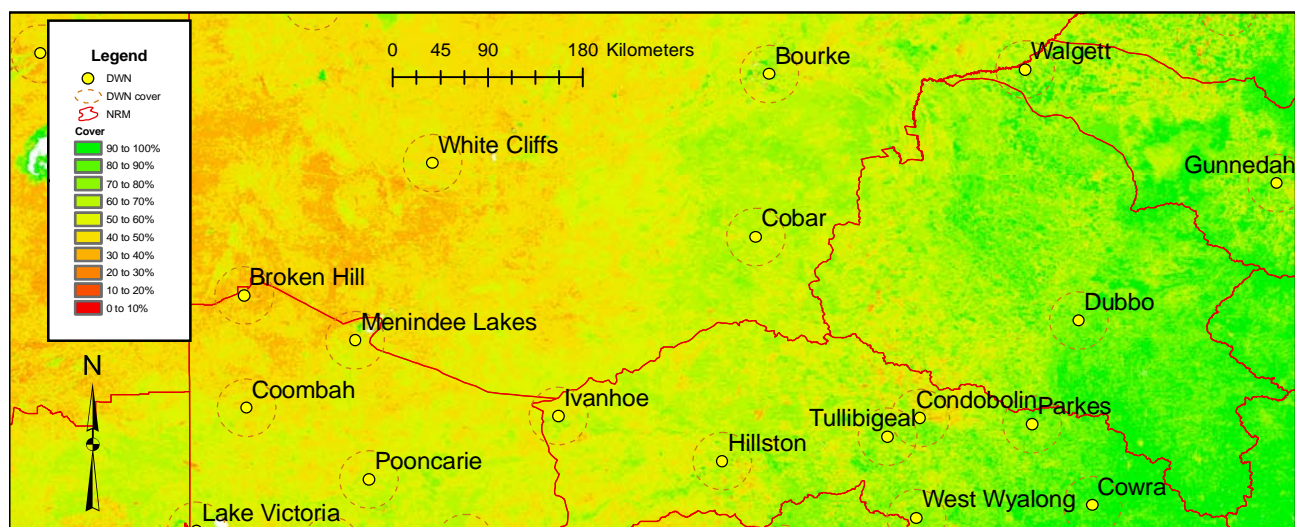 Legend
DWN
DWN cover
NRM
Cover
90 to 100%
80 to 90%
70 to 80%
60 to 70%
50 to 60%
40 to 50%
30 to 40%
20 to 30%
10 to 20%
0 to 10%
N
0 45 90 180 Kilometers
Bourke
Walgett
White Cliffs
Gunnedah
Cobar
Broken Hill
Dubbo
Menindee Lakes
Coombah
Ivanhoe
Condobolin
Parkes
Tullibigeal
Hillston
Pooncarie
West Wyalong
Cowra
Lake Victoria